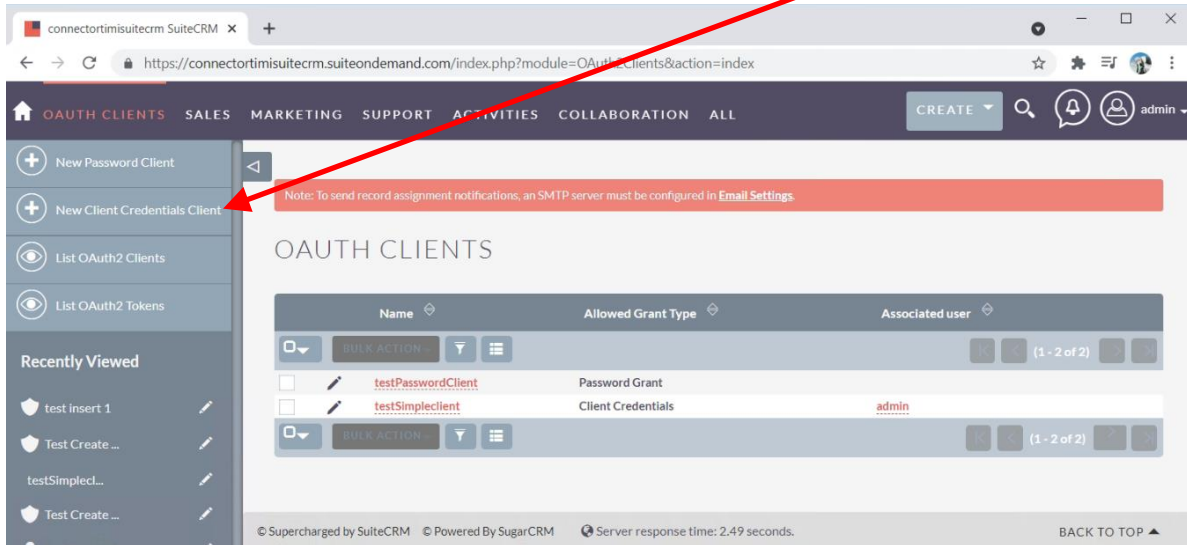 connectortimisuitecrm SuiteCRM
https://connectortimisuitecrm.suiteondemand.com/index.php?module=OAuth2Clients&action=index
OAUTH CLIENTS SALES MARKETING SUPPORT ACTIVITIES COLLABORATION ALL CREATE admin
New Password Client
New Client Credentials Client
List OAuth2 Clients
List OAuth2 Tokens
Recently Viewed
test insert 1
Test Create ...
testSimplecl...
Test Create ...
Note: To send record assignment notifications, an SMTP server must be configured in Email Settings.
OAUTH CLIENTS
Name Allowed Grant Type Associated user
BULK ACTION (1 - 2 of 2)
testPasswordClient Password Grant
testSimpleclient Client Credentials admin
BULK ACTION (1 - 2 of 2)
© Supercharged by SuiteCRM © Powered By SugarCRM Server response time: 2.49 seconds. BACK TO TOP